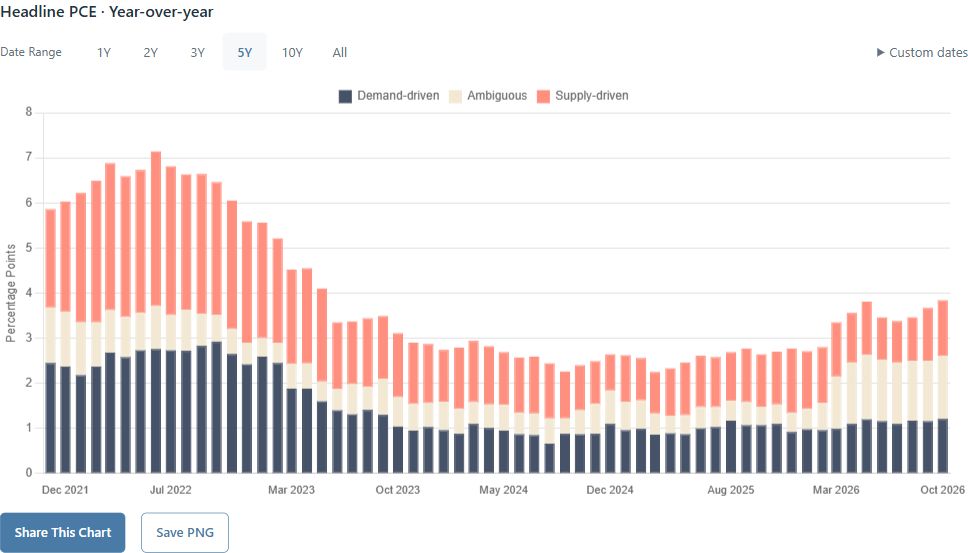 Headline PCE · Year-over-year
Date Range 1Y 2Y 3Y 5Y 10Y All ▶ Custom dates
Demand-driven Ambiguous Supply-driven
8
7
6
5
4
3
2
1
0
Percentage Points
Dec 2021 Jul 2022 Mar 2023 Oct 2023 May 2024 Dec 2024 Aug 2025 Mar 2026 Oct 2026
Share This Chart Save PNG